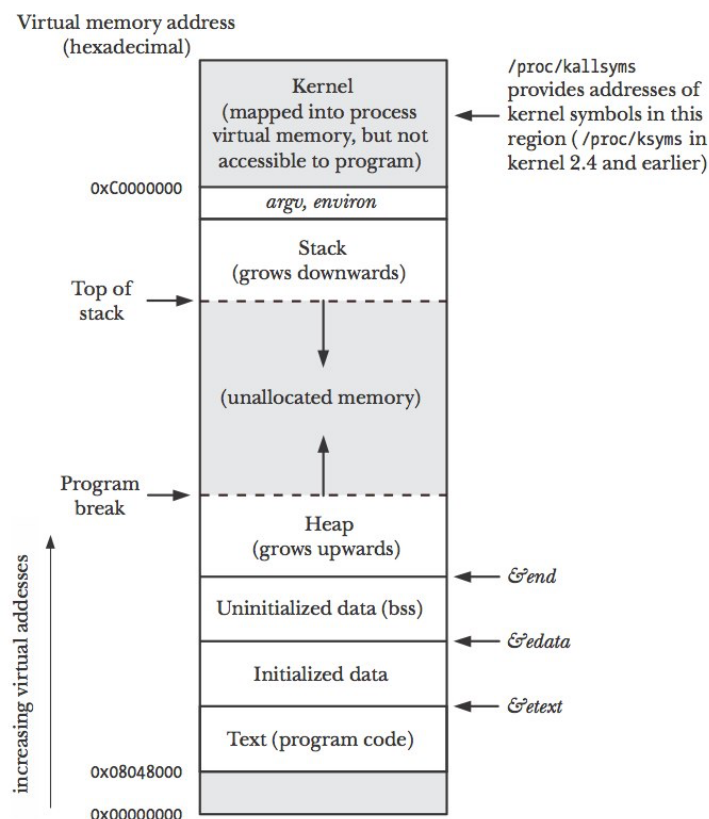 Virtual memory address
(hexadecimal)
/proc/kallsyms
provides addresses of
kernel symbols in this
region (/proc/ksyms in
kernel 2.4 and earlier)
Kernel
(mapped into process
virtual memory, but not
accessible to program)
0xC0000000
argv, environ
Stack
(grows downwards)
Top of
stack
(unallocated memory)
Program
break
Heap
(grows upwards)
&end
Uninitialized data (bss)
&edata
Initialized data
&etext
Text (program code)
0x08048000
0x00000000
increasing virtual addesses